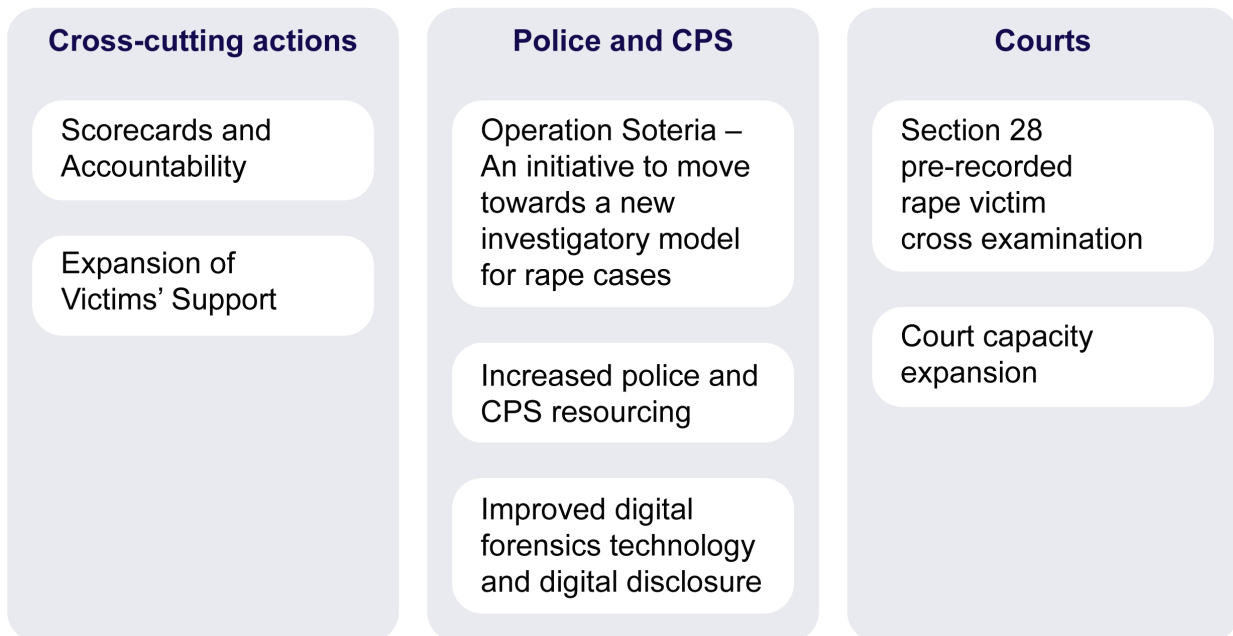 Cross-cutting actions
Scorecards and
Accountability
Expansion of
Victims’ Support
Police and CPS
Operation Soteria –
An initiative to move
towards a new
investigatory model
for rape cases
Increased police and
CPS resourcing
Improved digital
forensics technology
and digital disclosure
Courts
Section 28
pre-recorded
rape victim
cross examination
Court capacity
expansion